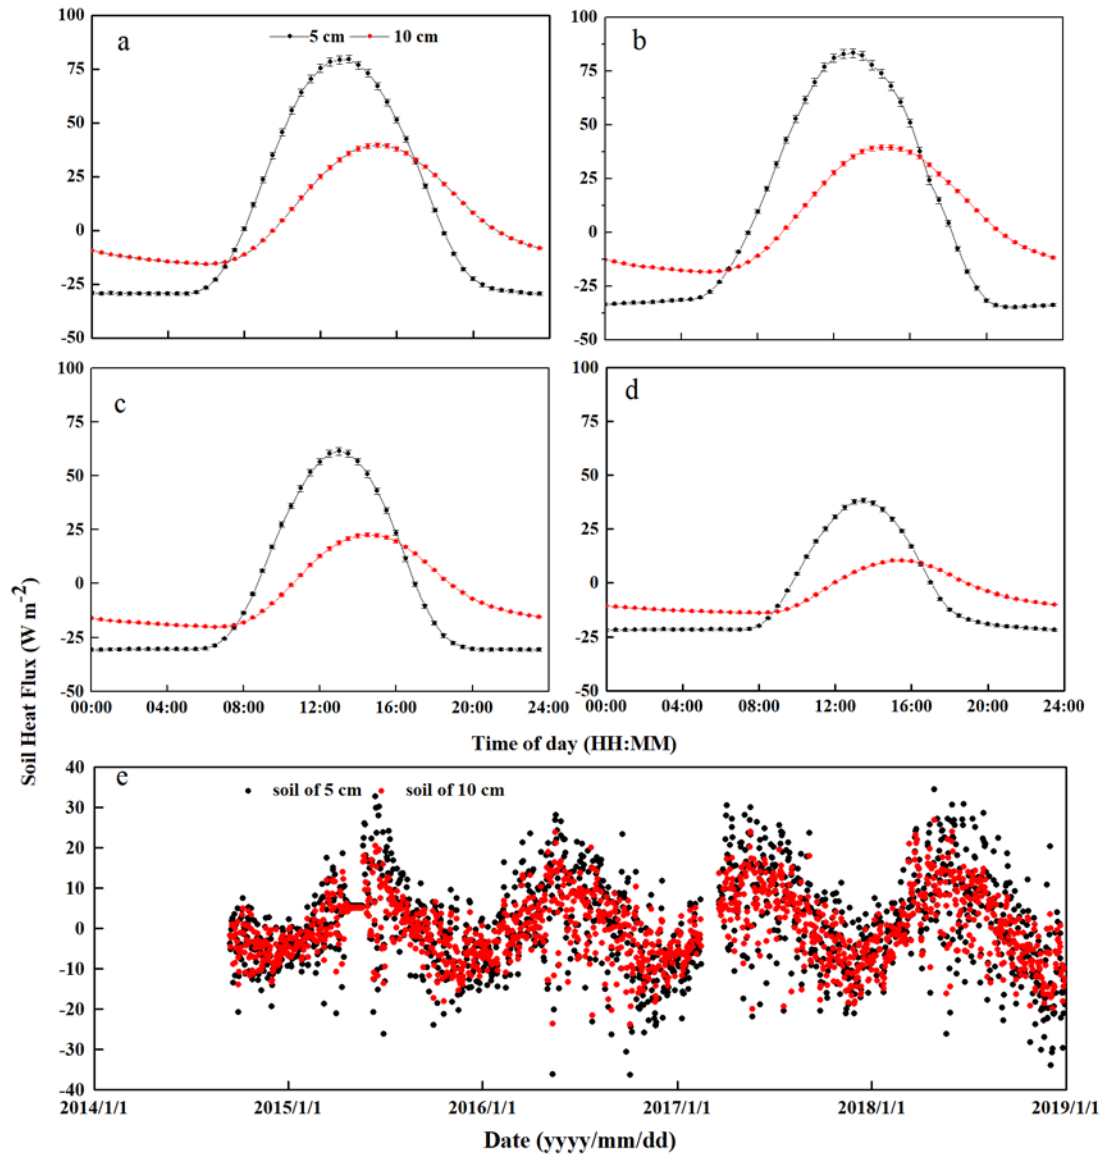 a
5 cm 10 cm
100
75
50
25
0
-25
-50
b
100
75
50
25
0
-25
-50
c
100
75
50
25
0
-25
-50
00:00 04:00 08:00 12:00 16:00 20:00 24:00
d
100
75
50
25
0
-25
-50
00:00 04:00 08:00 12:00 16:00 20:00 24:00
Time of day (HH:MM)
Soil Heat Flux (W m-2)
e
soil of 5 cm soil of 10 cm
40
30
20
10
0
-10
-20
-30
-40
2014/1/1 2015/1/1 2016/1/1 2017/1/1 2018/1/1 2019/1/1
Date (yyyy/mm/dd)